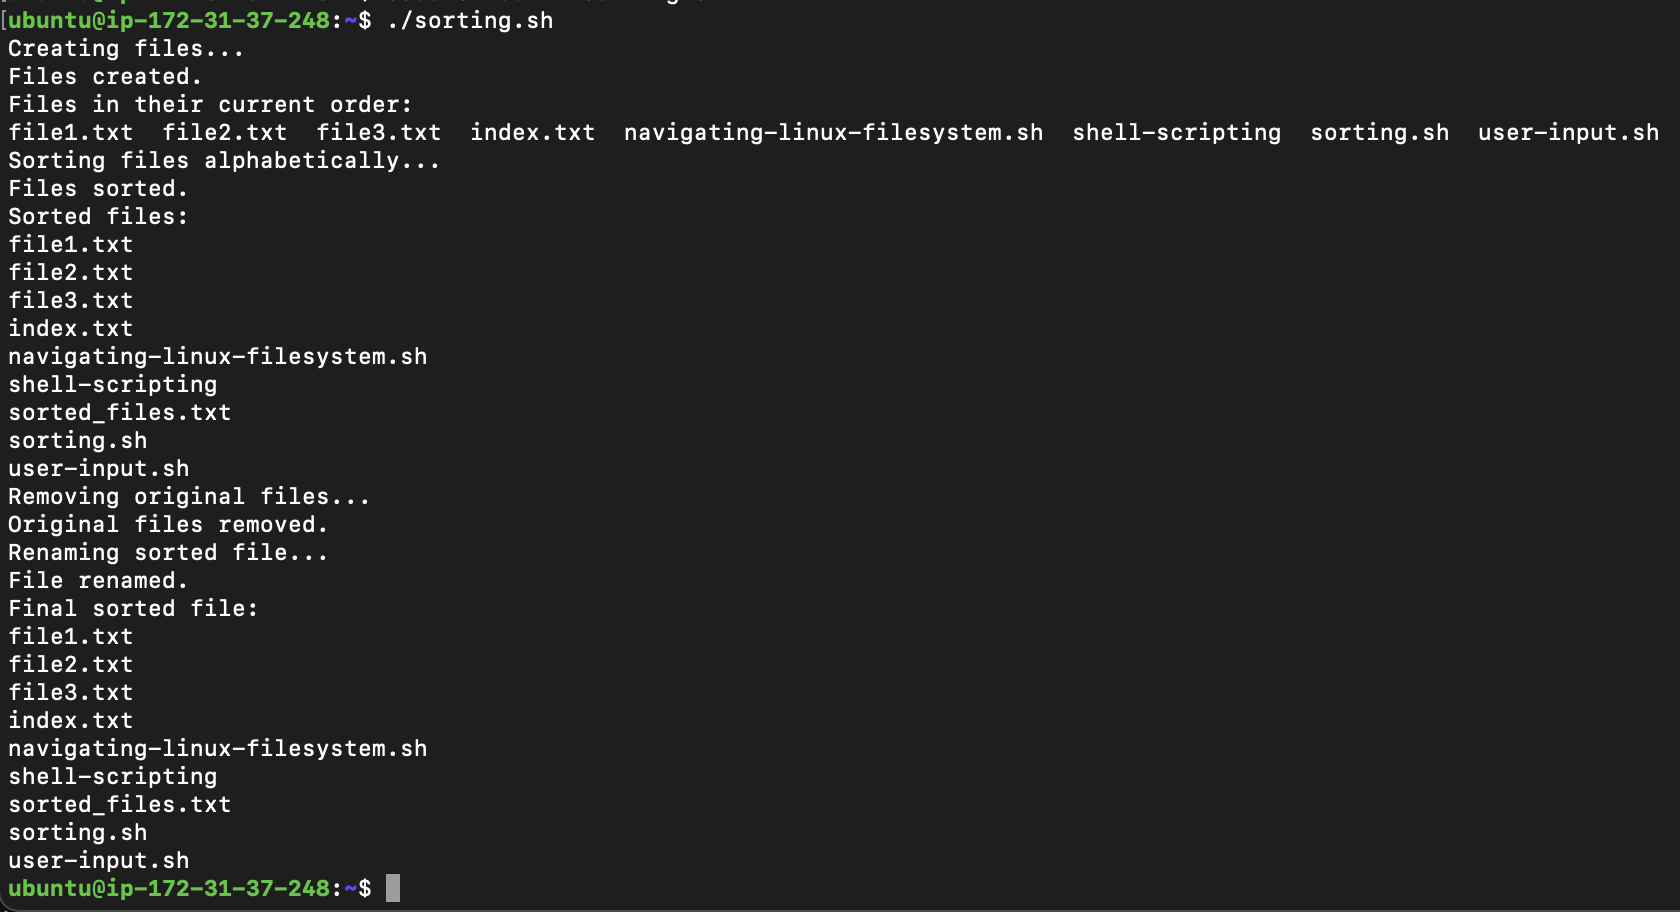 ubuntu@ip-172-31-37-248:~$ ./sorting.sh
Creating files...
Files created.
Files in their current order:
file1.txt  file2.txt  file3.txt  index.txt  navigating-linux-filesystem.sh  shell-scripting  sorting.sh  user-input.sh
Sorting files alphabetically...
Files sorted.
Sorted files:
file1.txt
file2.txt
file3.txt
index.txt
navigating-linux-filesystem.sh
shell-scripting
sorted_files.txt
sorting.sh
user-input.sh
Removing original files...
Original files removed.
Renaming sorted file...
File renamed.
Final sorted file:
file1.txt
file2.txt
file3.txt
index.txt
navigating-linux-filesystem.sh
shell-scripting
sorted_files.txt
sorting.sh
user-input.sh
ubuntu@ip-172-31-37-248:~$